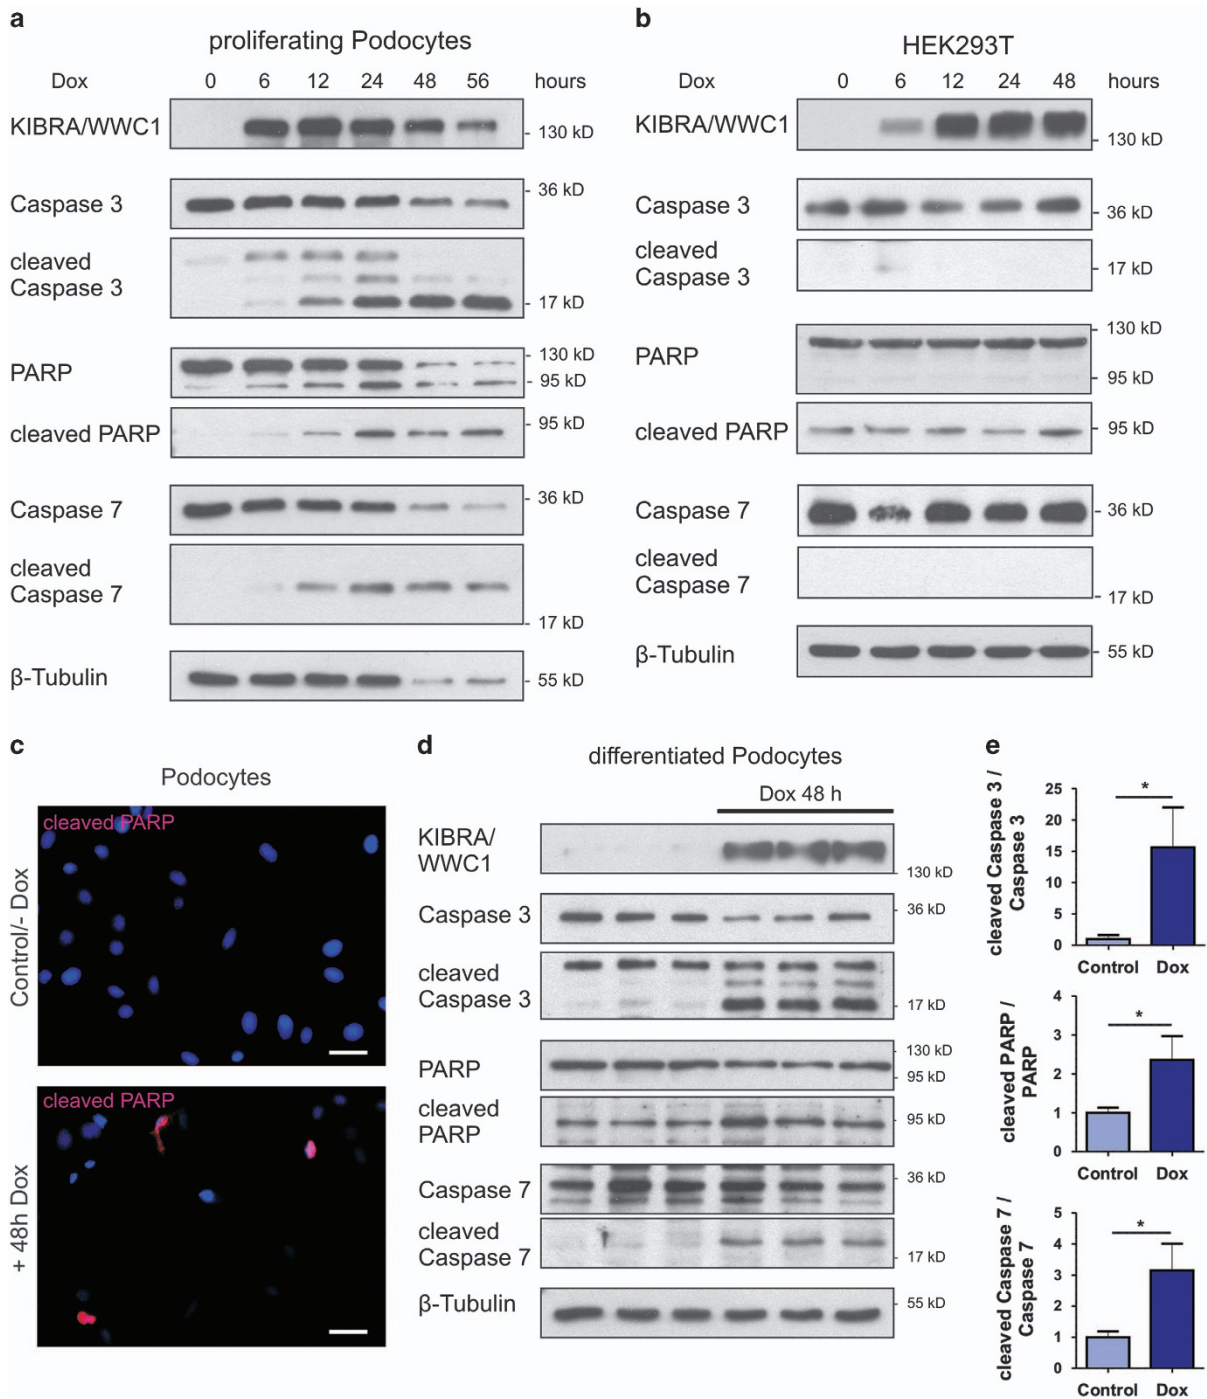 a
proliferating Podocytes
Dox 0 6 12 24 48 56 hours
KIBRA/WWC1
- 130 kD
Caspase 3
- 36 kD
cleaved
Caspase 3
- 17 kD
PARP
- 130 kD
- 95 kD
cleaved PARP
- 95 kD
Caspase 7
- 36 kD
cleaved
Caspase 7
- 17 kD
β-Tubulin
- 55 kD
b
HEK293T
Dox 0 6 12 24 48 hours
KIBRA/WWC1
- 130 kD
Caspase 3
- 36 kD
cleaved
Caspase 3
- 17 kD
PARP
- 130 kD
- 95 kD
cleaved PARP
- 95 kD
Caspase 7
- 36 kD
cleaved
Caspase 7
- 17 kD
β-Tubulin
- 55 kD
c
Podocytes
Control/- Dox
cleaved PARP
+ 48h Dox
cleaved PARP
d
differentiated Podocytes
Dox 48 h
KIBRA/
WWC1
- 130 kD
Caspase 3
- 36 kD
cleaved
Caspase 3
- 17 kD
PARP
- 130 kD
- 95 kD
cleaved
PARP
- 95 kD
Caspase 7
- 36 kD
cleaved
Caspase 7
- 17 kD
β-Tubulin
- 55 kD
e
cleaved Caspase 3 /
Caspase 3
25
20
15
10
5
0
*
Control Dox
cleaved PARP /
PARP
4
3
2
1
0
*
Control Dox
cleaved Caspase 7 /
Caspase 7
5
4
3
2
1
0
*
Control Dox